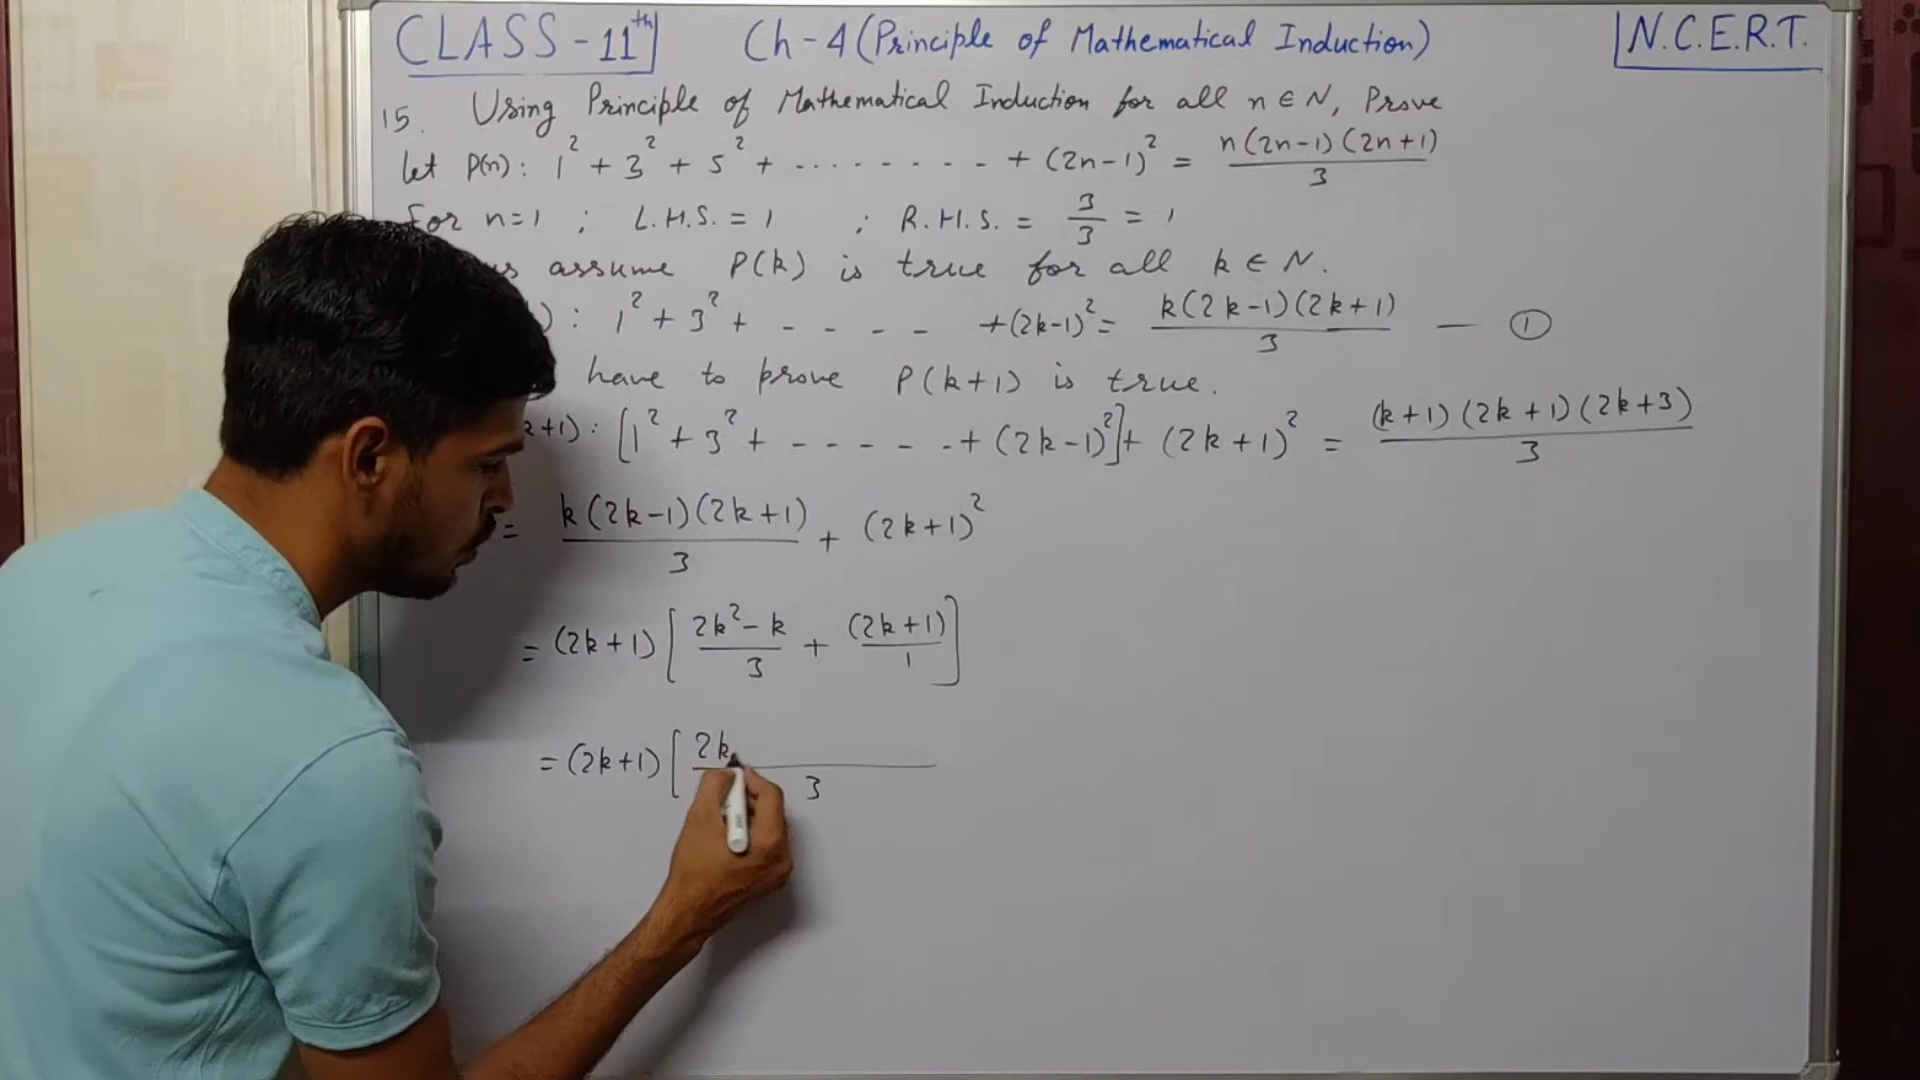 CLASS - 11th Ch - 4 (Principle of Mathematical Induction) N.C.E.R.T.
15. Using Principle of Mathematical Induction for all n ∈ N, Prove
let P(n): 1² + 3² + 5² + ........ + (2n-1)² = n(2n-1)(2n+1)/3
For n=1 ; L.H.S. = 1 ; R.H.S. = 3/3 = 1
assume P(k) is true for all k ∈ N.
) : 1² + 3² + - - - - +(2k-1)² = k(2k-1)(2k+1)/3 — ①
have to prove P(k+1) is true.
k+1): [1² + 3² + - - - - - + (2k-1)²] + (2k+1)² = (k+1)(2k+1)(2k+3)/3
= k(2k-1)(2k+1)/3 + (2k+1)²
= (2k+1) [ 2k²-k/3 + (2k+1)/1 ]
= (2k+1) [ 2k /3